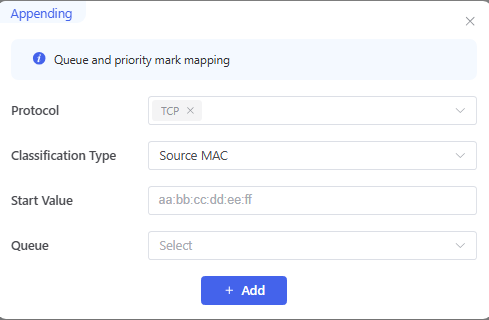 Appending
Queue and priority mark mapping
Protocol TCP
Classification Type Source MAC
Start Value aa:bb:cc:dd:ee:ff
Queue Select
+ Add